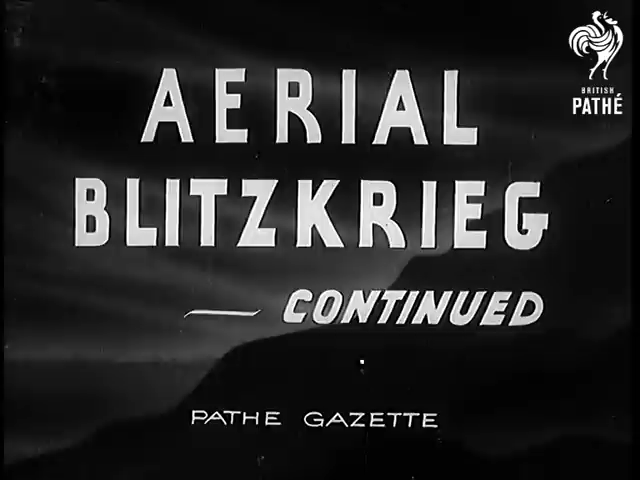 AERIAL
BLITZKRIEG
— CONTINUED
PATHE GAZETTE
BRITISH
PATHÉ